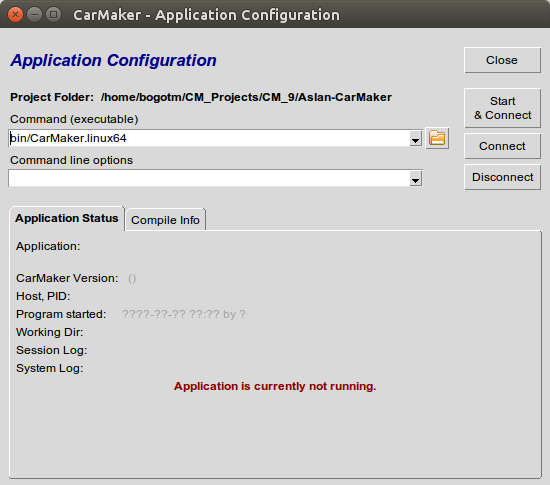 CarMaker - Application Configuration
Application Configuration
Close
Project Folder: /home/bogotm/CM_Projects/CM_9/Aslan-CarMaker
Start
& Connect
Command (executable)
bin/CarMaker.linux64
Connect
Command line options
Disconnect
Application Status
Compile Info
Application:
CarMaker Version: ()
Host, PID:
Program started: ????-??-?? ??:?? by ?
Working Dir:
Session Log:
System Log:
Application is currently not running.